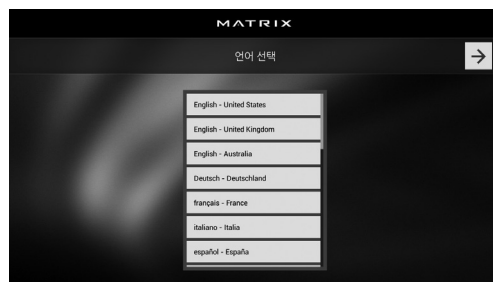 MATRIX
언어 선택
English - United States
English - United Kingdom
English - Australia
Deutsch - Deutschland
français - France
italiano - Italia
español - España